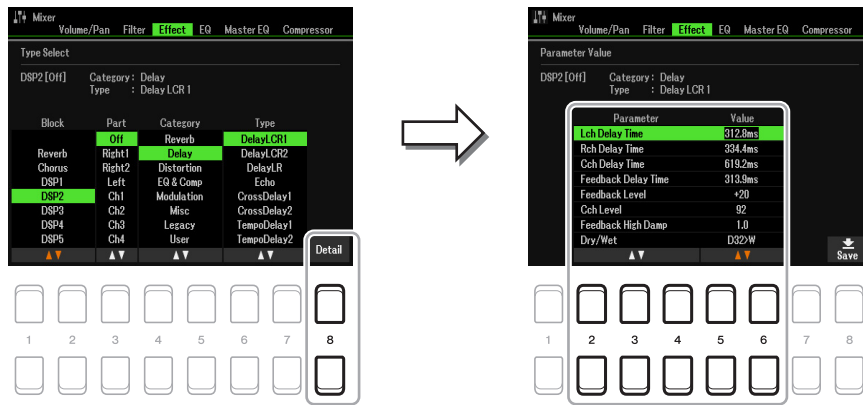 Mixer
Volume/Pan Filter Effect EQ Master EQ Compressor
Type Select
DSP2 [Off] Category : Delay
Type : Delay LCR 1
Block Part Category Type
Off Reverb DelayLCR1
Reverb Right1 Delay DelayLCR2
Chorus Right2 Distortion DelayLR
DSP1 Left EQ & Comp Echo
DSP2 Ch1 Modulation CrossDelay1
DSP3 Ch2 Misc CrossDelay2
DSP4 Ch3 Legacy TempoDelay1
DSP5 Ch4 User TempoDelay2
Detail
1 2 3 4 5 6 7 8
Mixer
Volume/Pan Filter Effect EQ Master EQ Compressor
Parameter Value
DSP2 [Off] Category : Delay
Type : Delay LCR 1
Parameter Value
Lch Delay Time 312.8ms
Rch Delay Time 334.4ms
Cch Delay Time 619.2ms
Feedback Delay Time 313.9ms
Feedback Level +20
Cch Level 92
Feedback High Damp 1.0
Dry/Wet D32>W
Save
1 2 3 4 5 6 7 8